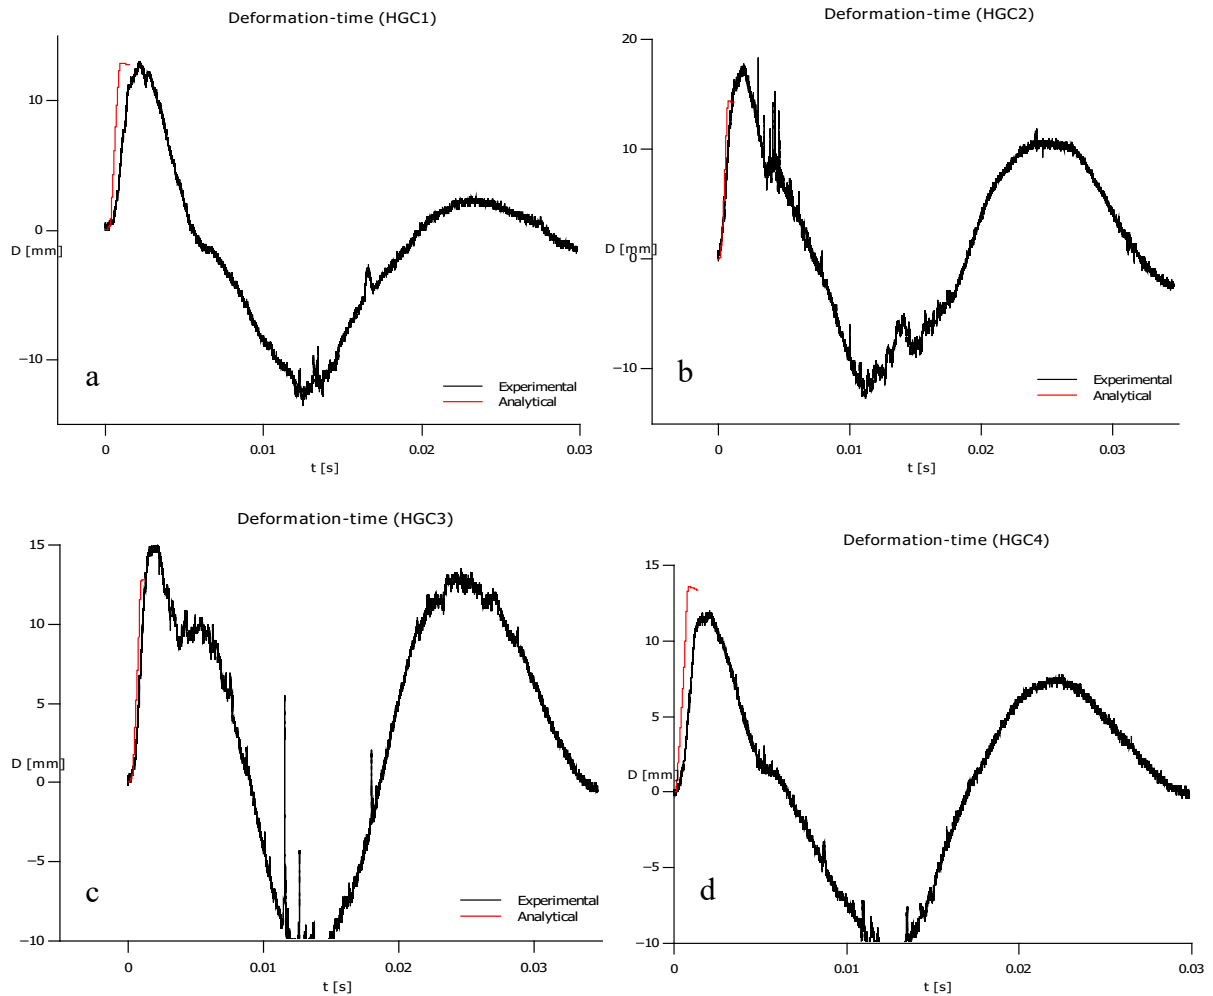 Deformation-time (HGC1)
10
0
D [mm]
−10
a
Experimental
Analytical
0
0.01
0.02
0.03
t [s]
Deformation-time (HGC2)
20
10
D [mm]
0
−10
b
Experimental
Analytical
0
0.01
0.02
0.03
t [s]
Deformation-time (HGC3)
15
10
5
D [mm]
0
−5
c
Experimental
Analytical
−10
0
0.01
0.02
0.03
t [s]
Deformation-time (HGC4)
15
10
5
D [mm]
0
−5
d
−10
0
0.01
0.02
0.03
t [s]